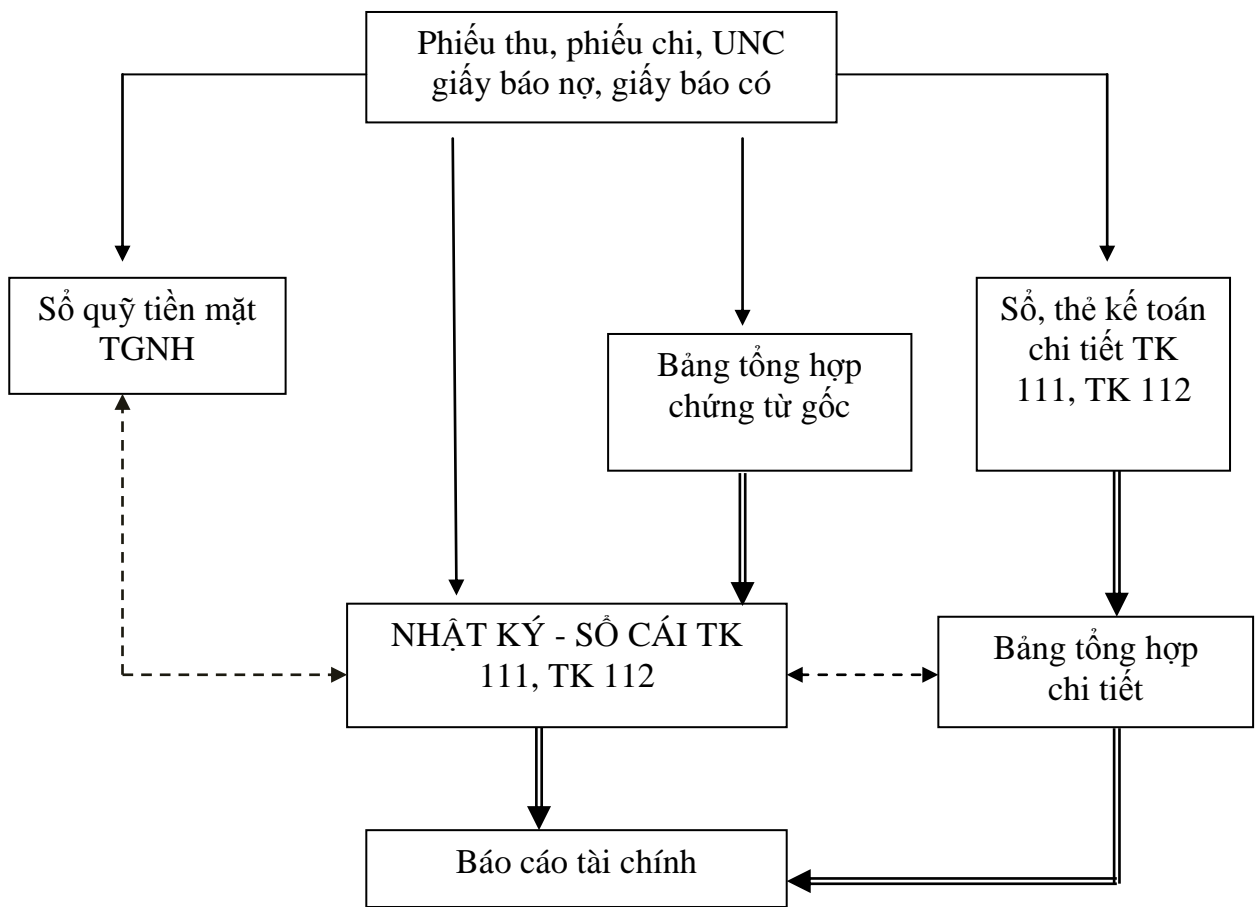 Phiếu thu, phiếu chi, UNC
giấy báo nợ, giấy báo có
Sổ quỹ tiền mặt
TGNH
Bảng tổng hợp
chứng từ gốc
Sổ, thẻ kế toán
chi tiết TK
111, TK 112
NHẬT KÝ - SỔ CÁI TK
111, TK 112
Bảng tổng hợp
chi tiết
Báo cáo tài chính